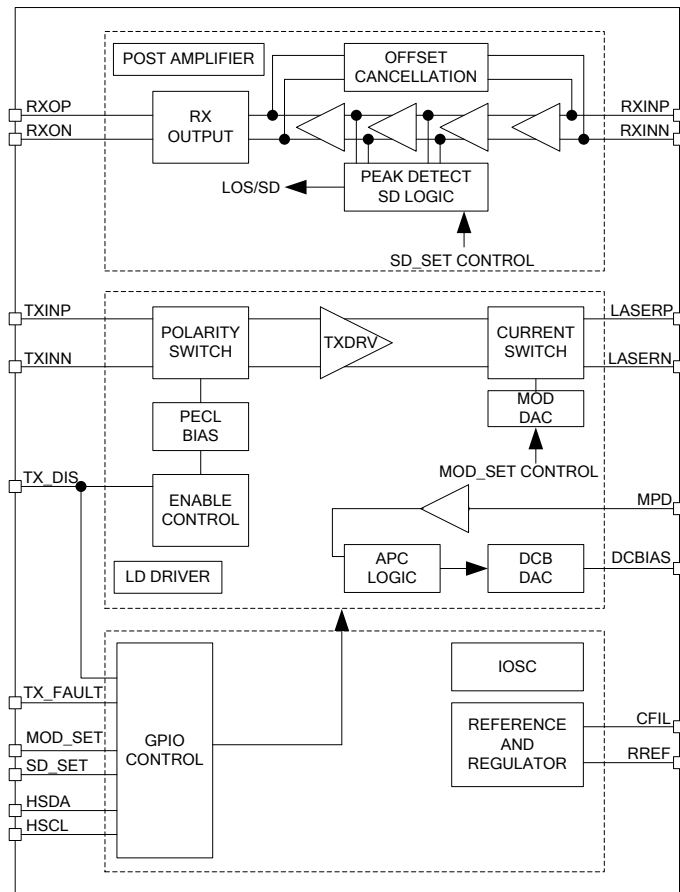 POST AMPLIFIER
OFFSET
CANCELLATION
RXOP
RXON
RX
OUTPUT
RXINP
RXINN
LOS/SD
PEAK DETECT
SD LOGIC
SD_SET CONTROL
TXINP
TXINN
POLARITY
SWITCH
TXDRV
CURRENT
SWITCH
LASERP
LASERN
PECL
BIAS
MOD
DAC
MOD_SET CONTROL
TX_DIS
ENABLE
CONTROL
MPD
APC
LOGIC
DCB
DAC
DCBIAS
LD DRIVER
IOSC
TX_FAULT
MOD_SET
SD_SET
HSDA
HSCL
GPIO
CONTROL
REFERENCE
AND
REGULATOR
CFIL
RREF